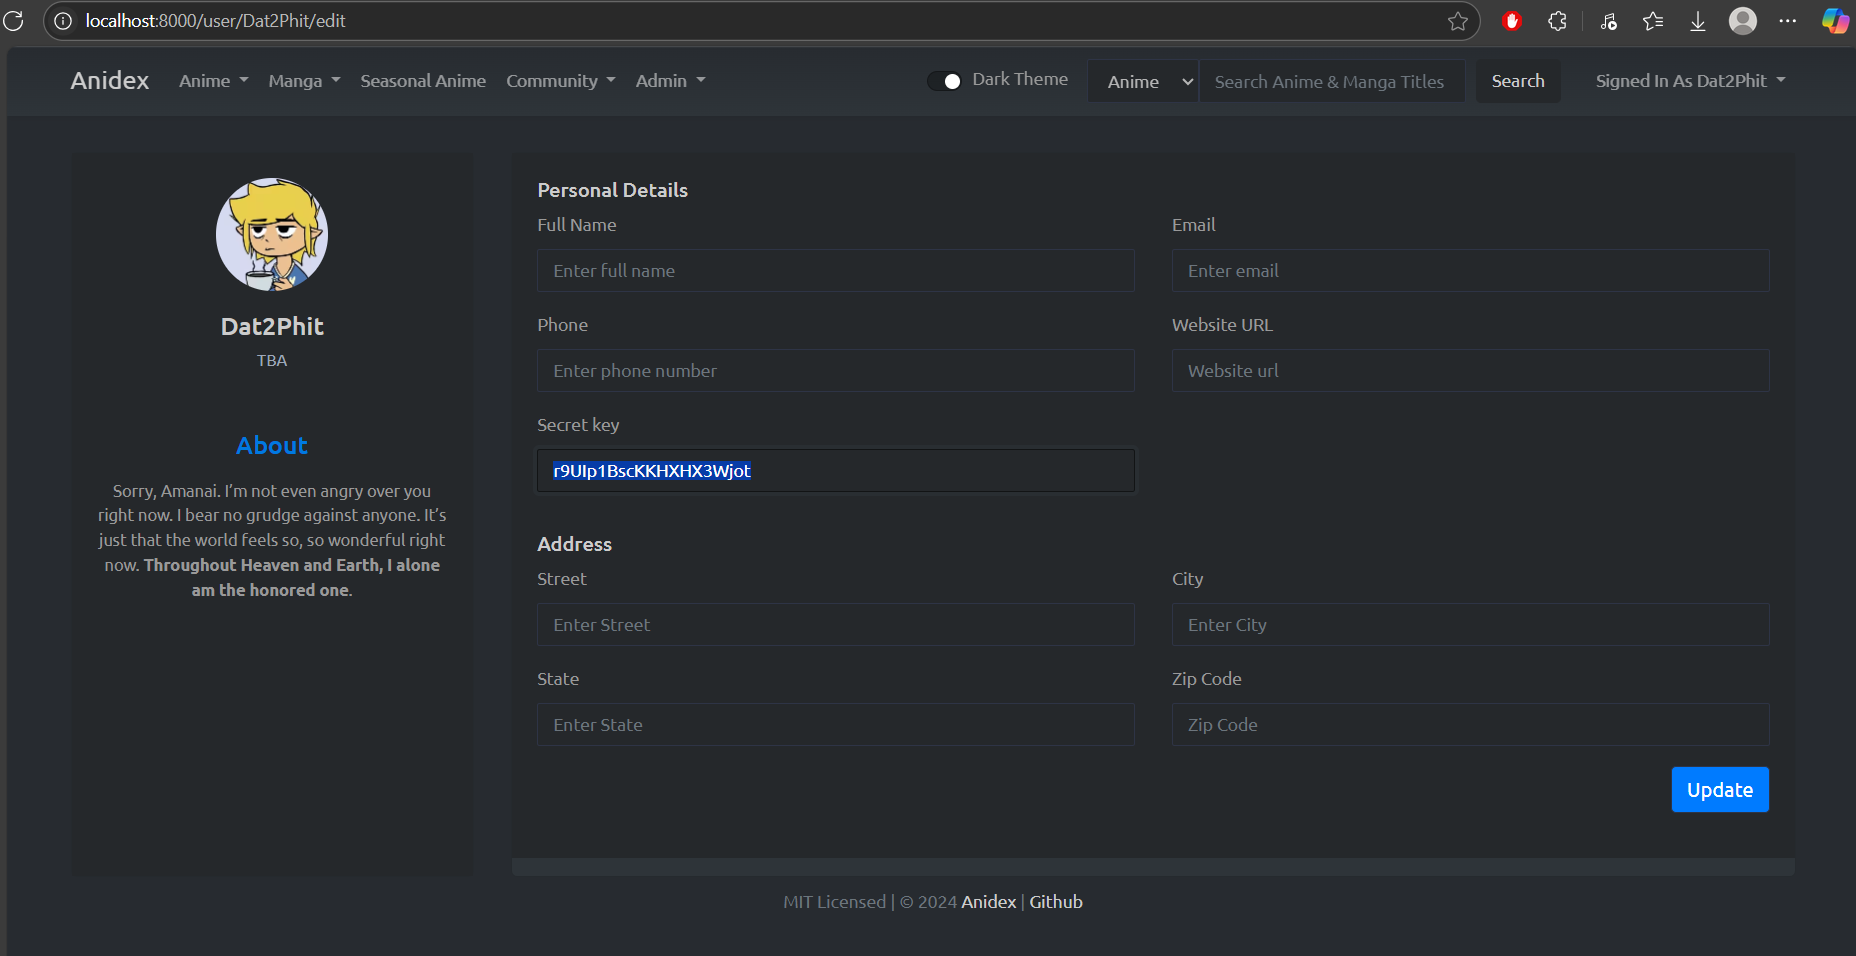 localhost:8000/user/Dat2Phit/edit
Anidex Anime Manga Seasonal Anime Community Admin Dark Theme Anime Search Anime & Manga Titles Search Signed In As Dat2Phit
Dat2Phit
TBA
About
Sorry, Amanai. I’m not even angry over you
right now. I bear no grudge against anyone. It’s
just that the world feels so, so wonderful right
now. Throughout Heaven and Earth, I alone
am the honored one.
Personal Details
Full Name
Enter full name
Email
Enter email
Phone
Enter phone number
Website URL
Website url
Secret key
r9UIp1BscKKHXHX3Wjot
Address
Street
Enter Street
City
Enter City
State
Enter State
Zip Code
Zip Code
Update
MIT Licensed | © 2024 Anidex | Github